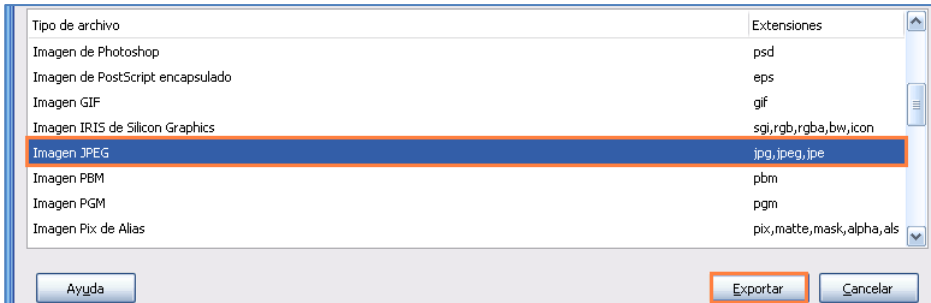 Tipo de archivo Extensiones
Imagen de Photoshop psd
Imagen de PostScript encapsulado eps
Imagen GIF gif
Imagen IRIS de Silicon Graphics sgi,rgb,rgba,bw,icon
Imagen JPEG jpg,jpeg,jpe
Imagen PBM pbm
Imagen PGM pgm
Imagen Pix de Alias pix,matte,mask,alpha,als
Ayuda Exportar Cancelar